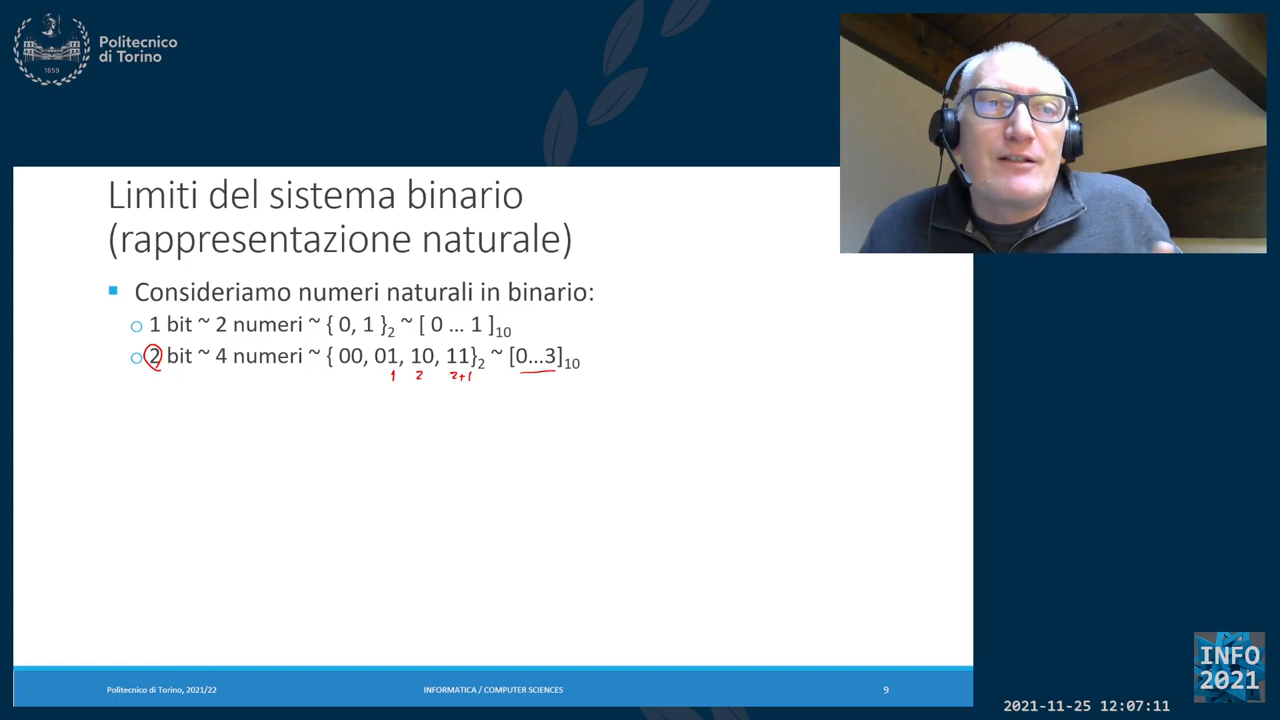 Politecnico
di Torino
1859
Limiti del sistema binario
(rappresentazione naturale)
Consideriamo numeri naturali in binario:
1 bit ~ 2 numeri ~ { 0, 1 }2 ~ [ 0 … 1 ]10
2 bit ~ 4 numeri ~ { 00, 01, 10, 11}2 ~ [0…3]10
1 2 2+1
Politecnico di Torino, 2021/22 INFORMATICA / COMPUTER SCIENCES 9
INFO
2021
2021-11-25 12:07:11